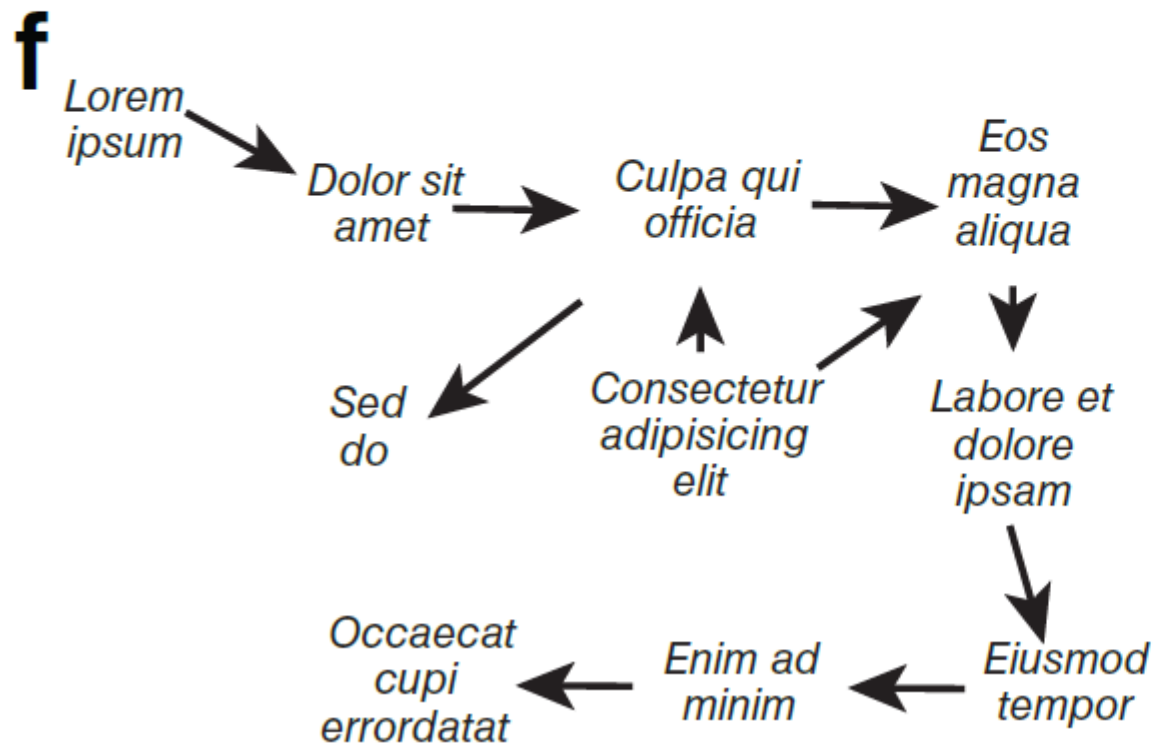 f
Lorem
ipsum
Dolor sit
amet
Culpa qui
officia
Eos
magna
aliqua
Sed
do
Consectetur
adipisicing
elit
Labore et
dolore
ipsam
Occaecat
cupi
errordatat
Enim ad
minim
Eiusmod
tempor